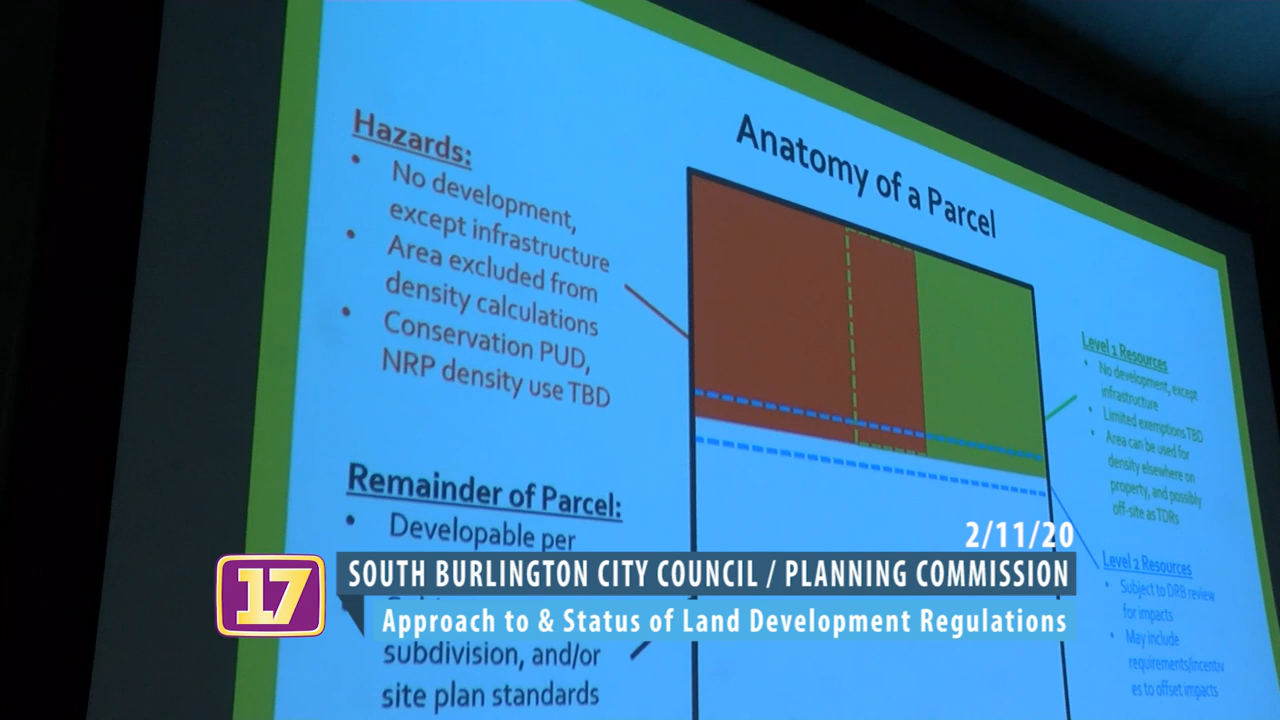 Anatomy of a Parcel
Hazards:
• No development,
except infrastructure
• Area excluded from
density calculations
• Conservation PUD,
NRP density use TBD
Remainder of Parcel:
• Developable per
subdivision, and/or
site plan standards
Level 1 Resources
• No development, except
infrastructure
• Limited exemptions TBD
• Area can be used for
density elsewhere on
property, and possibly
off-site as TDRs
Level 2 Resources
• Subject to DRB review
for impacts
• May include
requirements/incentiv
es to offset impacts
2/11/20
17
SOUTH BURLINGTON CITY COUNCIL / PLANNING COMMISSION
Approach to & Status of Land Development Regulations